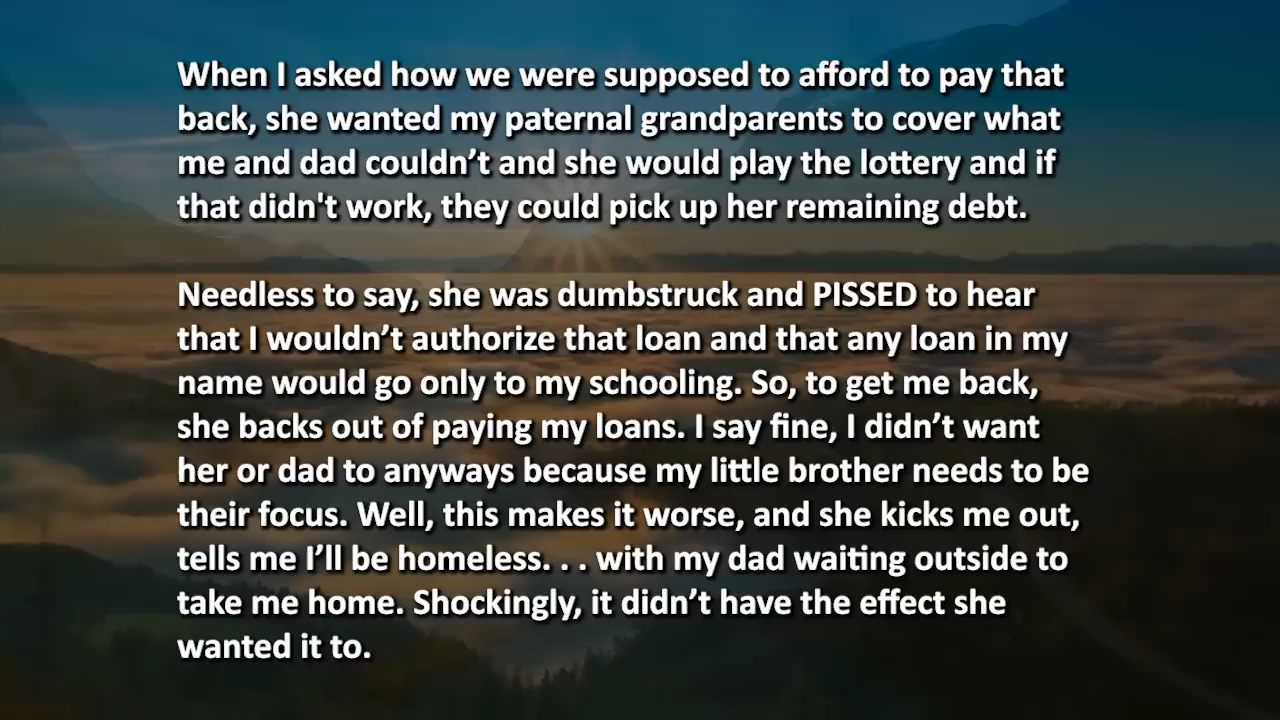 When I asked how we were supposed to afford to pay that
back, she wanted my paternal grandparents to cover what
me and dad couldn’t and she would play the lottery and if
that didn't work, they could pick up her remaining debt.
Needless to say, she was dumbstruck and PISSED to hear
that I wouldn’t authorize that loan and that any loan in my
name would go only to my schooling. So, to get me back,
she backs out of paying my loans. I say fine, I didn’t want
her or dad to anyways because my little brother needs to be
their focus. Well, this makes it worse, and she kicks me out,
tells me I’ll be homeless. . . with my dad waiting outside to
take me home. Shockingly, it didn’t have the effect she
wanted it to.